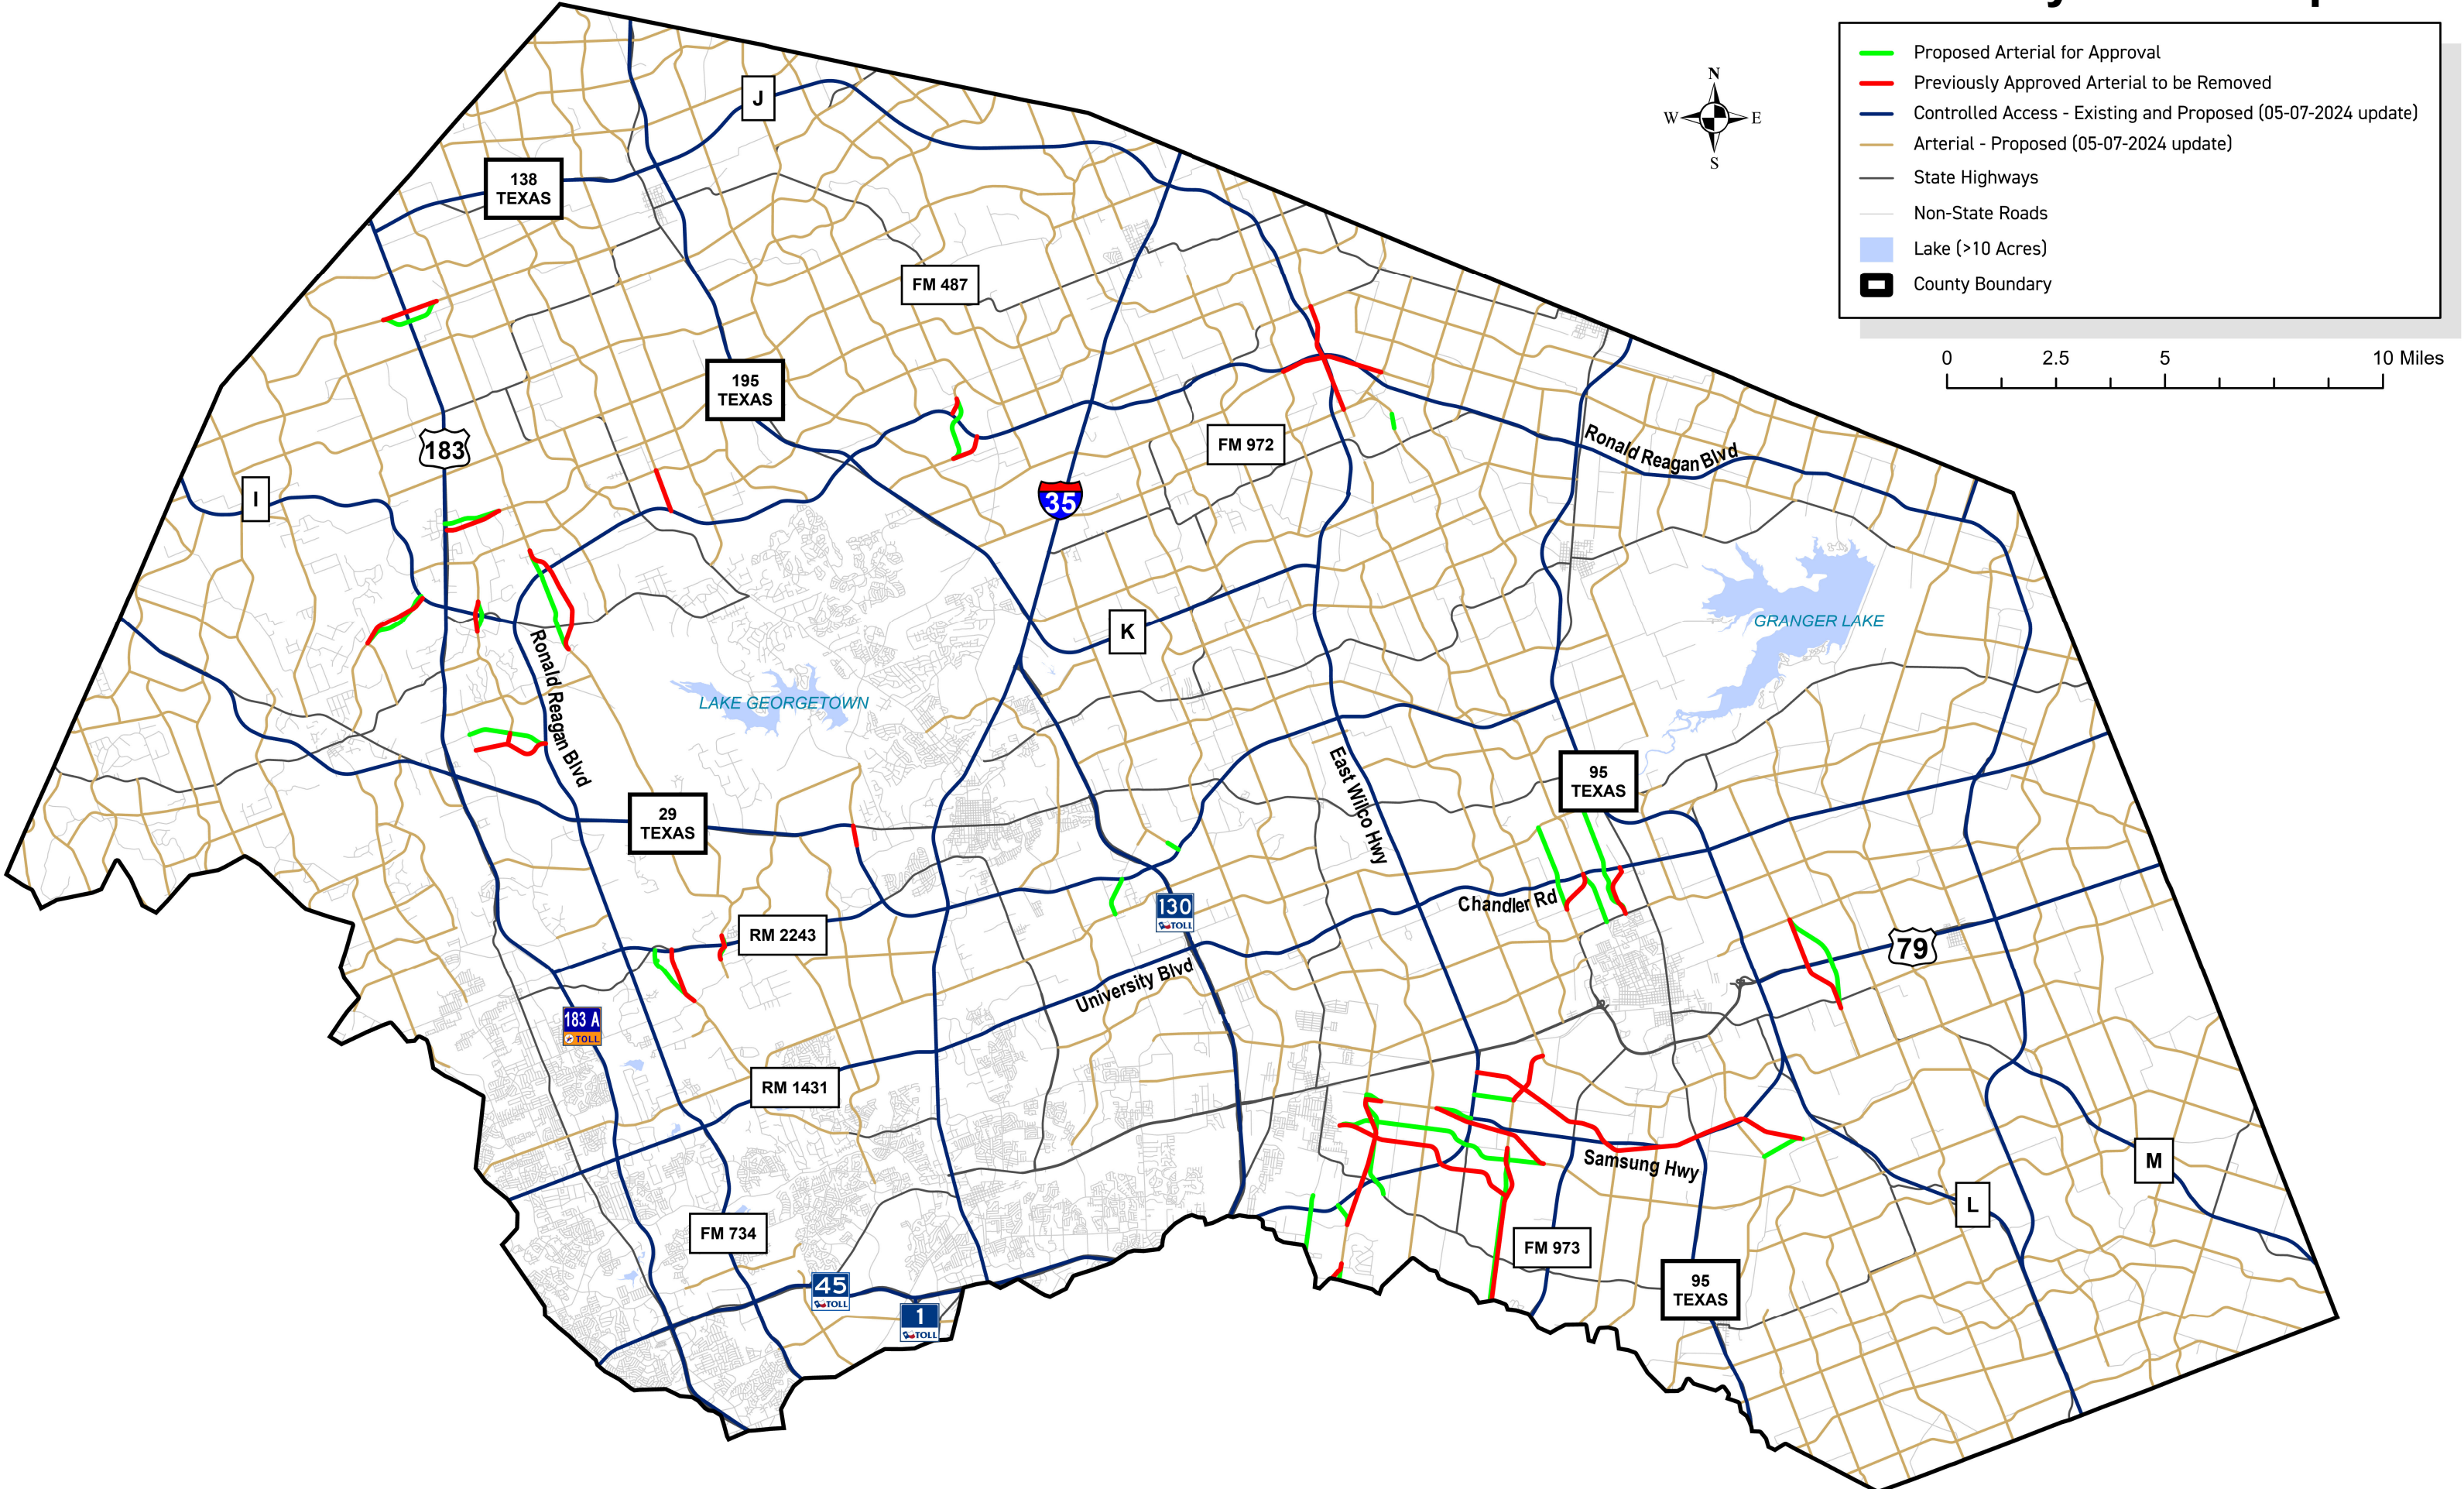 N
W
E
S
Proposed Arterial for Approval
Previously Approved Arterial to be Removed
Controlled Access - Existing and Proposed (05-07-2024 update)
Arterial - Proposed (05-07-2024 update)
State Highways
Non-State Roads
Lake (>10 Acres)
County Boundary
0 2.5 5 10 Miles
J
138
TEXAS
FM 487
195
TEXAS
183
FM 972
Ronald Reagan Blvd
I
35
GRANGER LAKE
K
Ronald Reagan Blvd
LAKE GEORGETOWN
East Wilco Hwy
95
TEXAS
29
TEXAS
Chandler Rd
130
TOLL
RM 2243
79
University Blvd
183 A
TOLL
RM 1431
Samsung Hwy
M
L
FM 734
FM 973
45
TOLL
95
TEXAS
1
TOLL